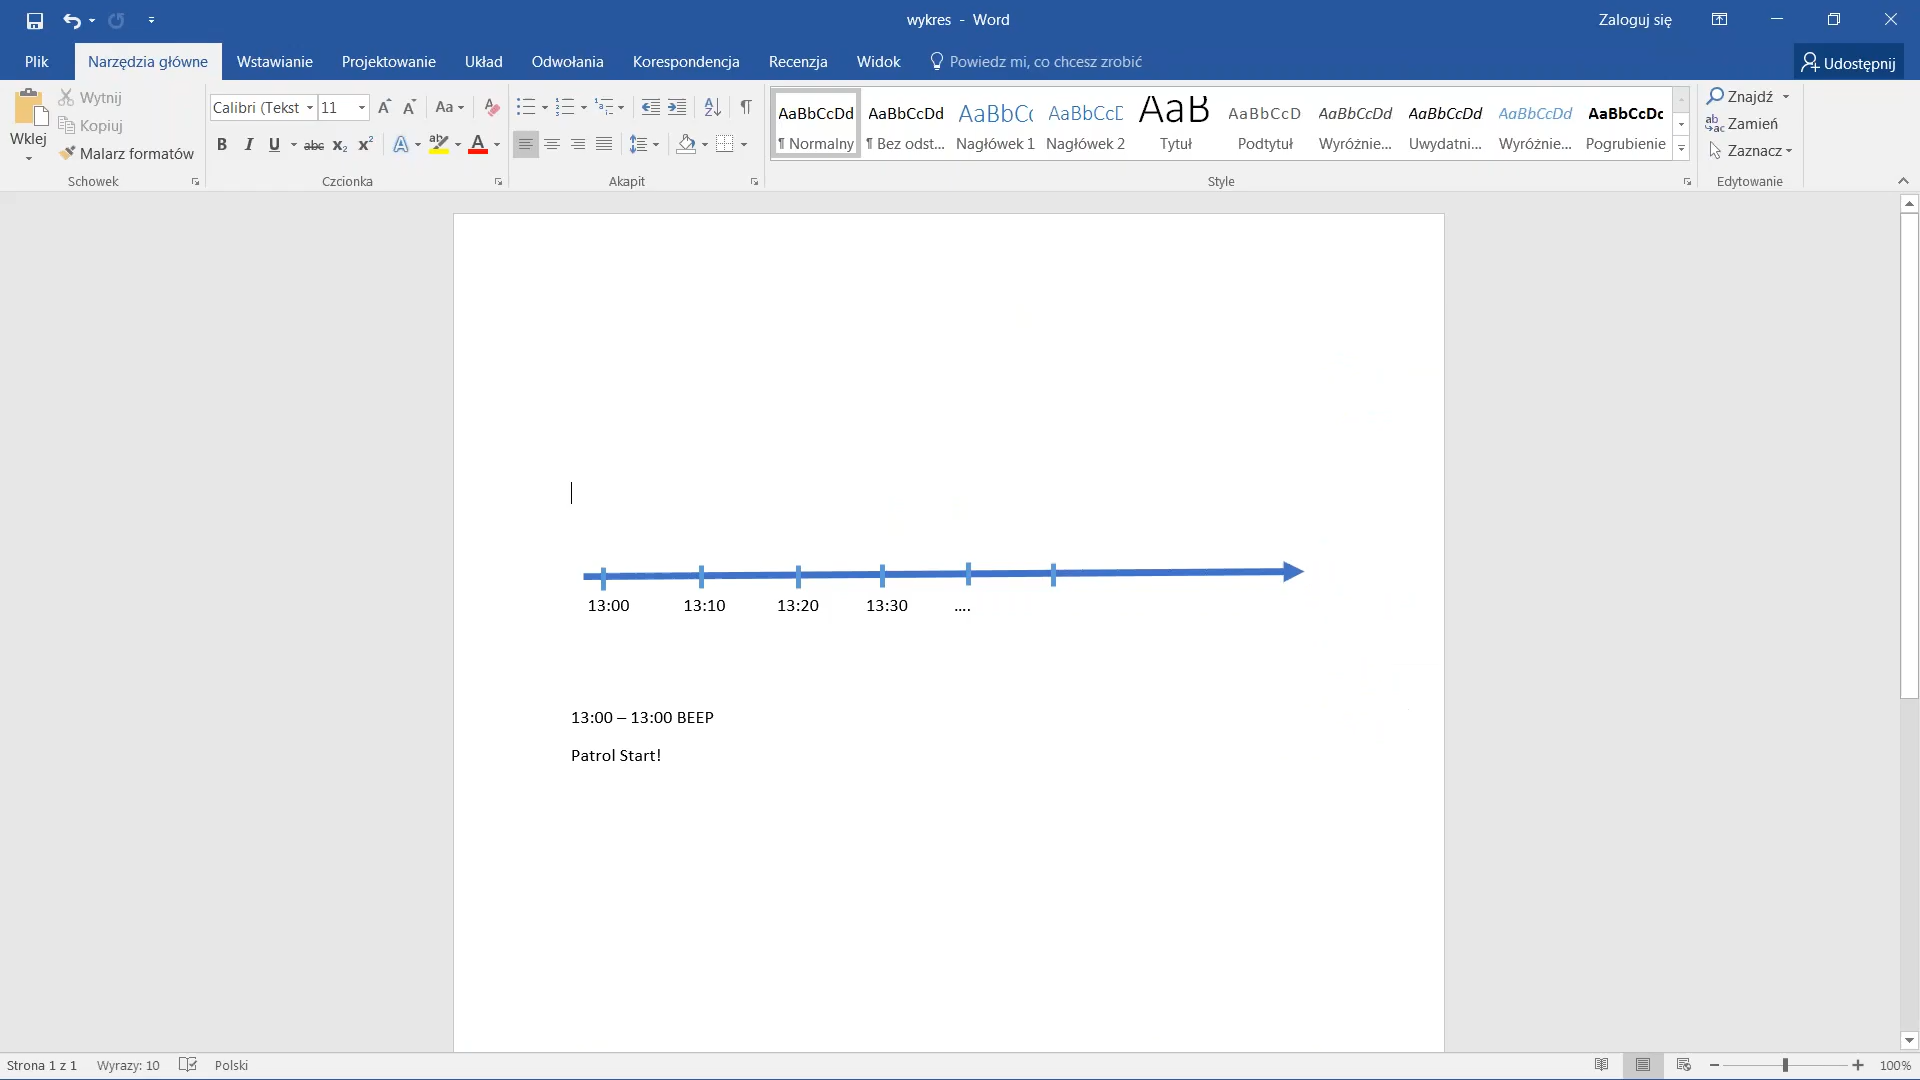 wykres - Word
Zaloguj się
Plik
Narzędzia główne
Wstawianie
Projektowanie
Układ
Odwołania
Korespondencja
Recenzja
Widok
Powiedz mi, co chcesz zrobić
Udostępnij
Wklej
Wytnij
Kopiuj
Malarz formatów
Schowek
Calibri (Tekst
11
Aa
B I U abc x₂ x² A ab A
Czcionka
Akapit
AaBbCcDd AaBbCcDd AaBbCc AaBbCcD AaB AaBbCcD AaBbCcDd AaBbCcDd AaBbCcDd AaBbCcDc
¶ Normalny ¶ Bez odst... Nagłówek 1 Nagłówek 2 Tytuł Podtytuł Wyróżnie... Uwydatni... Wyróżnie... Pogrubienie
Style
Znajdź
Zamień
Zaznacz
Edytowanie
13:00 13:10 13:20 13:30 ....
13:00 – 13:00 BEEP
Patrol Start!
Strona 1 z 1
Wyrazy: 10
Polski
100%